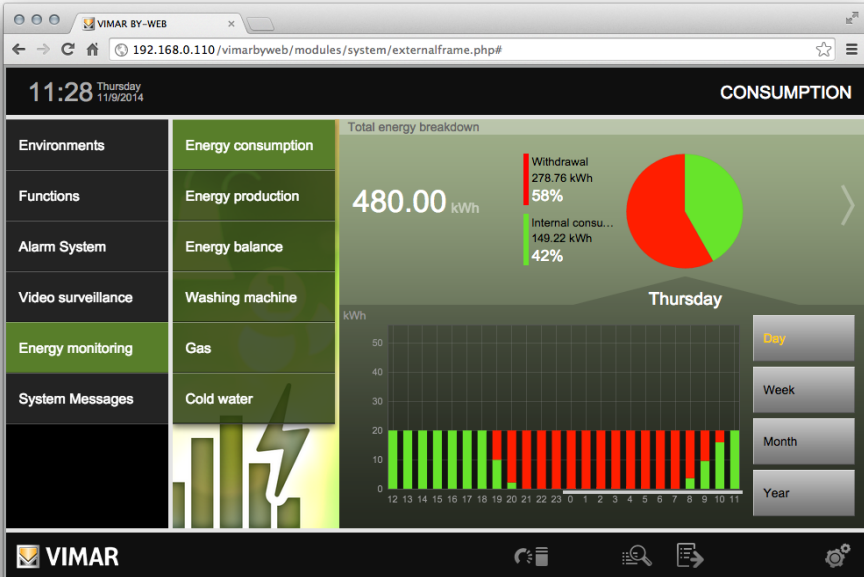 VIMAR BY-WEB
192.168.0.110/vimarbyweb/modules/system/externalframe.php#
11:28
Thursday
11/9/2014
CONSUMPTION
Environments
Functions
Alarm System
Video surveillance
Energy monitoring
System Messages
Energy consumption
Energy production
Energy balance
Washing machine
Gas
Cold water
Total energy breakdown
480.00 kWh
Withdrawal
278.76 kWh
58%
Internal consu...
149.22 kWh
42%
Thursday
kWh
50
40
30
20
10
0
12 13 14 15 16 17 18 19 20 21 22 23 0 1 2 3 4 5 6 7 8 9 10 11
Day
Week
Month
Year
VIMAR